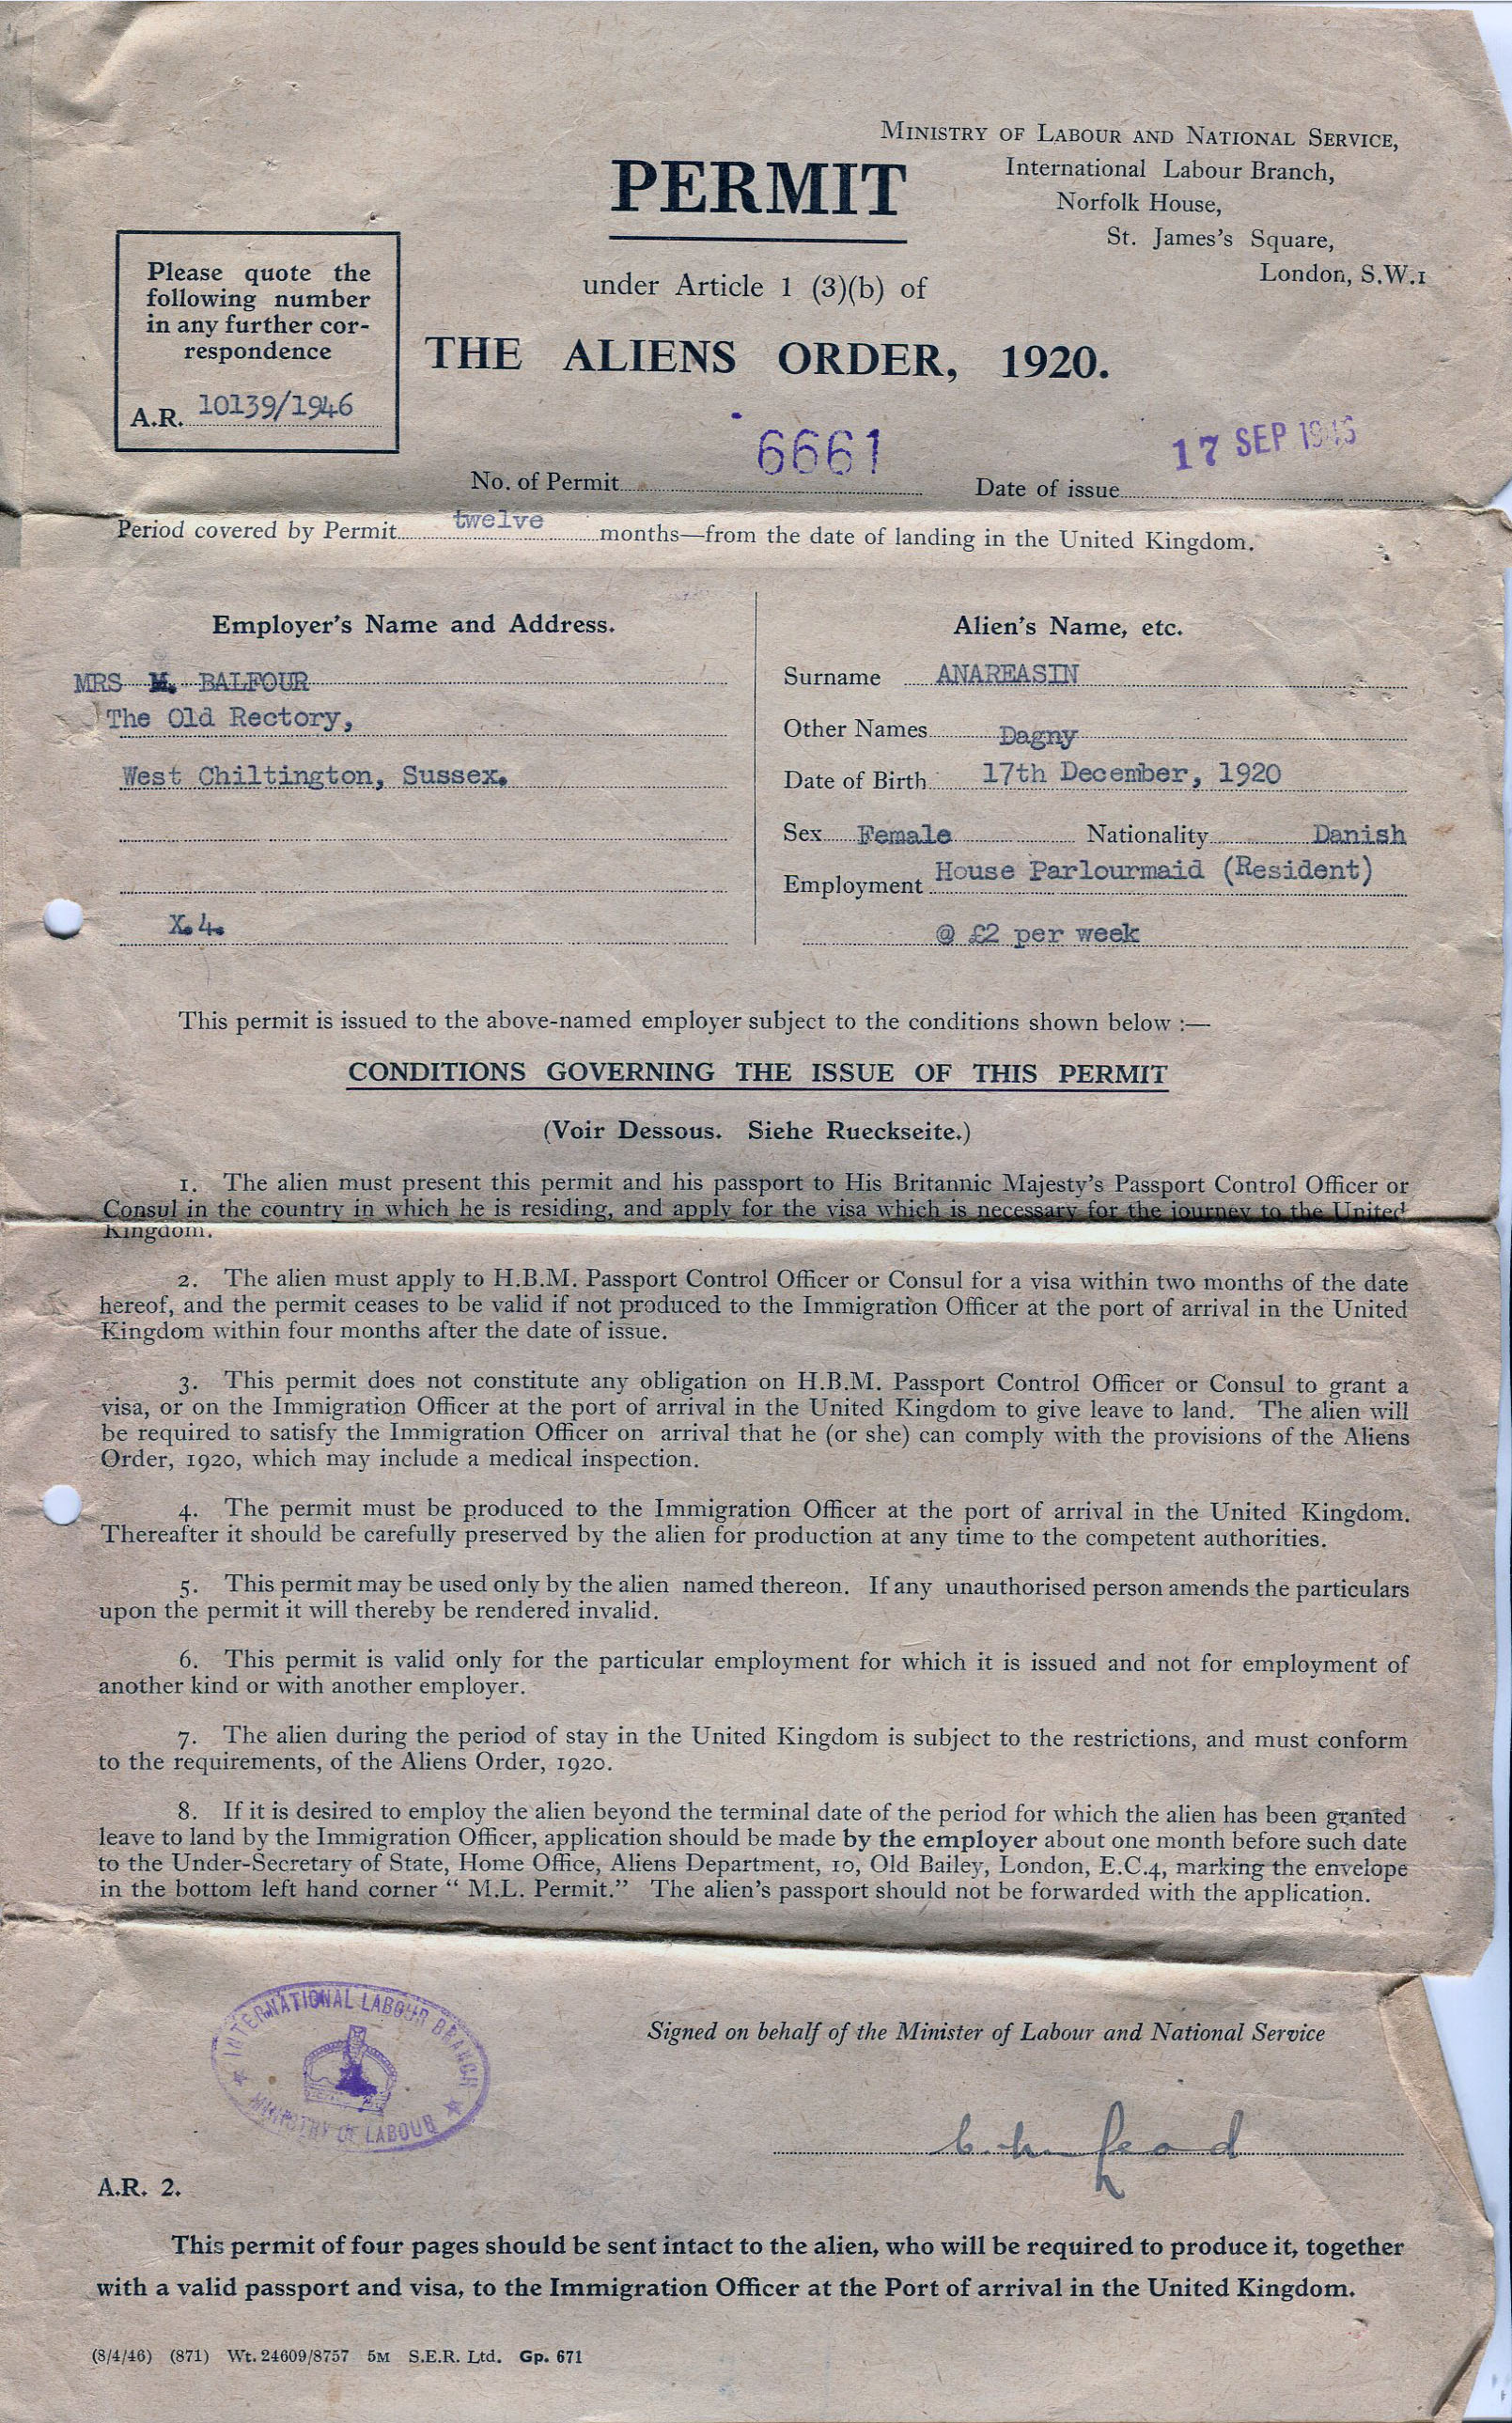 MINISTRY OF LABOUR AND NATIONAL SERVICE,
International Labour Branch,
Norfolk House,
St. James's Square,
London, S.W.1
PERMIT
under Article 1 (3)(b) of
THE ALIENS ORDER, 1920.
Please quote the
following number
in any further cor-
respondence
A.R. 10139/1946
No. of Permit 6661
Date of issue 17 SEP 1946
Period covered by Permit twelve months—from the date of landing in the United Kingdom.
Employer's Name and Address.
MRS M. BALFOUR
The Old Rectory,
West Chiltington, Sussex.
X.4.
Alien's Name, etc.
Surname ANAREASIN
Other Names Dagny
Date of Birth 17th December, 1920
Sex Female Nationality Danish
Employment House Parlourmaid (Resident)
@ £2 per week
This permit is issued to the above-named employer subject to the conditions shown below :—
CONDITIONS GOVERNING THE ISSUE OF THIS PERMIT
(Voir Dessous. Siehe Rueckseite.)
1. The alien must present this permit and his passport to His Britannic Majesty's Passport Control Officer or
Consul in the country in which he is residing, and apply for the visa which is necessary for the journey to the United
Kingdom.
2. The alien must apply to H.B.M. Passport Control Officer or Consul for a visa within two months of the date
hereof, and the permit ceases to be valid if not produced to the Immigration Officer at the port of arrival in the United
Kingdom within four months after the date of issue.
3. This permit does not constitute any obligation on H.B.M. Passport Control Officer or Consul to grant a
visa, or on the Immigration Officer at the port of arrival in the United Kingdom to give leave to land. The alien will
be required to satisfy the Immigration Officer on arrival that he (or she) can comply with the provisions of the Aliens
Order, 1920, which may include a medical inspection.
4. The permit must be produced to the Immigration Officer at the port of arrival in the United Kingdom.
Thereafter it should be carefully preserved by the alien for production at any time to the competent authorities.
5. This permit may be used only by the alien named thereon. If any unauthorised person amends the particulars
upon the permit it will thereby be rendered invalid.
6. This permit is valid only for the particular employment for which it is issued and not for employment of
another kind or with another employer.
7. The alien during the period of stay in the United Kingdom is subject to the restrictions, and must conform
to the requirements, of the Aliens Order, 1920.
8. If it is desired to employ the alien beyond the terminal date of the period for which the alien has been granted
leave to land by the Immigration Officer, application should be made by the employer about one month before such date
to the Under-Secretary of State, Home Office, Aliens Department, 10, Old Bailey, London, E.C.4, marking the envelope
in the bottom left hand corner “ M.L. Permit.” The alien's passport should not be forwarded with the application.
INTERNATIONAL LABOUR BRANCH
MINISTRY OF LABOUR
Signed on behalf of the Minister of Labour and National Service
A.R. 2.
This permit of four pages should be sent intact to the alien, who will be required to produce it, together
with a valid passport and visa, to the Immigration Officer at the Port of arrival in the United Kingdom.
(8/4/46) (871) Wt. 24609/8757 5M S.E.R. Ltd. Gp. 671